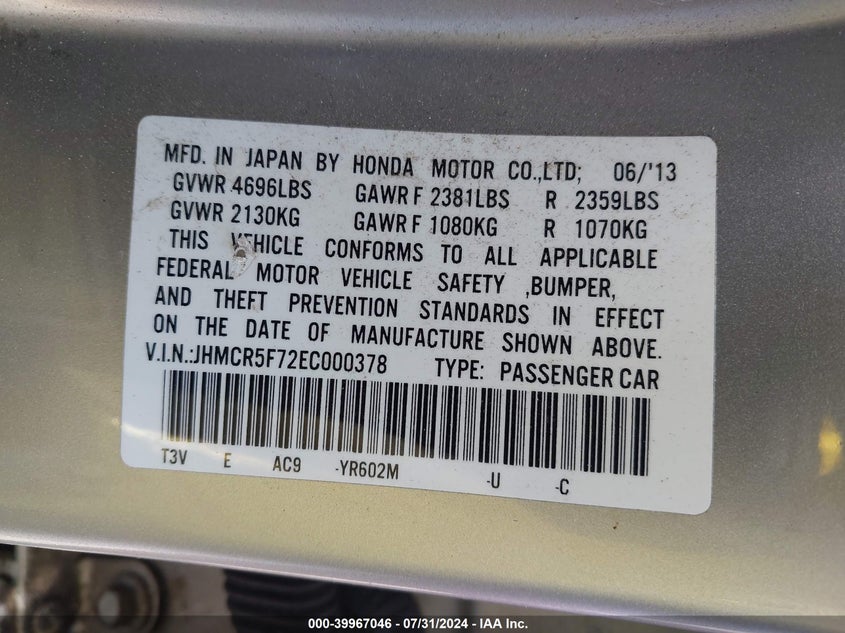 MFD. IN JAPAN BY HONDA MOTOR CO.,LTD; 06/'13
GVWR 4696LBS GAWR F 2381LBS R 2359LBS
GVWR 2130KG GAWR F 1080KG R 1070KG
THIS VEHICLE CONFORMS TO ALL APPLICABLE
FEDERAL MOTOR VEHICLE SAFETY ,BUMPER,
AND THEFT PREVENTION STANDARDS IN EFFECT
ON THE DATE OF MANUFACTURE SHOWN ABOVE.
V.I.N.:JHMCR5F72EC000378 TYPE: PASSENGER CAR
T3V E AC9 -YR602M -U -C
000-39967046 - 07/31/2024 - IAA Inc.